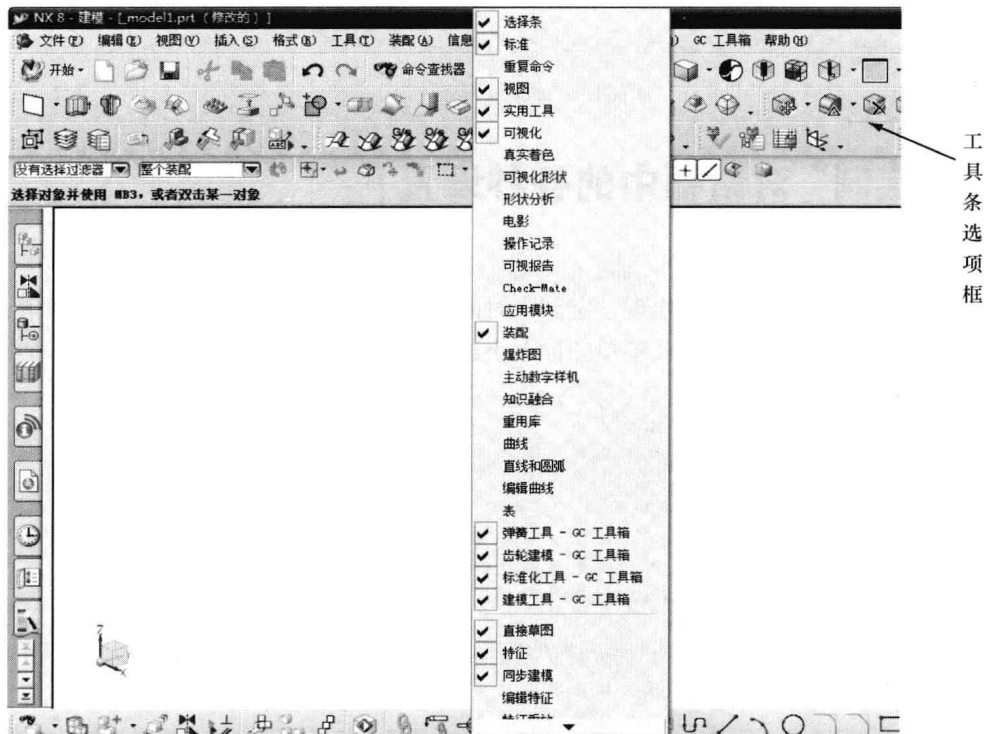 NX 8 - 建模 - [_model1.prt （修改的）]
文件(F) 编辑(E) 视图(V) 插入(S) 格式(R) 工具(T) 装配(A) 信息
GC 工具箱 帮助(H)
开始
命令查找器
没有选择过滤器 整个装配
选择对象并使用 MB3，或者双击某一对象
选择条
标准
重复命令
视图
实用工具
可视化
真实着色
可视化形状
形状分析
电影
操作记录
可视报告
Check-Mate
应用模块
装配
爆炸图
主动数字样机
知识融合
重用库
曲线
直线和圆弧
编辑曲线
表
弹簧工具 - GC 工具箱
齿轮建模 - GC 工具箱
标准化工具 - GC 工具箱
建模工具 - GC 工具箱
直接草图
特征
同步建模
编辑特征
工具条选项框